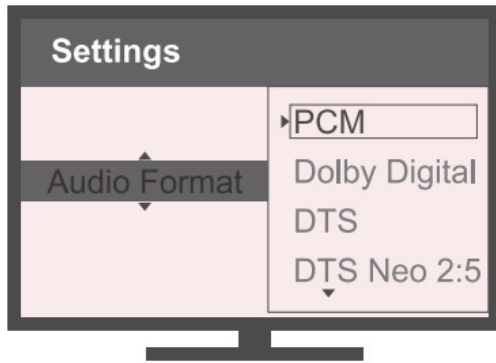 Settings
Audio Format
PCM
Dolby Digital
DTS
DTS Neo 2:5